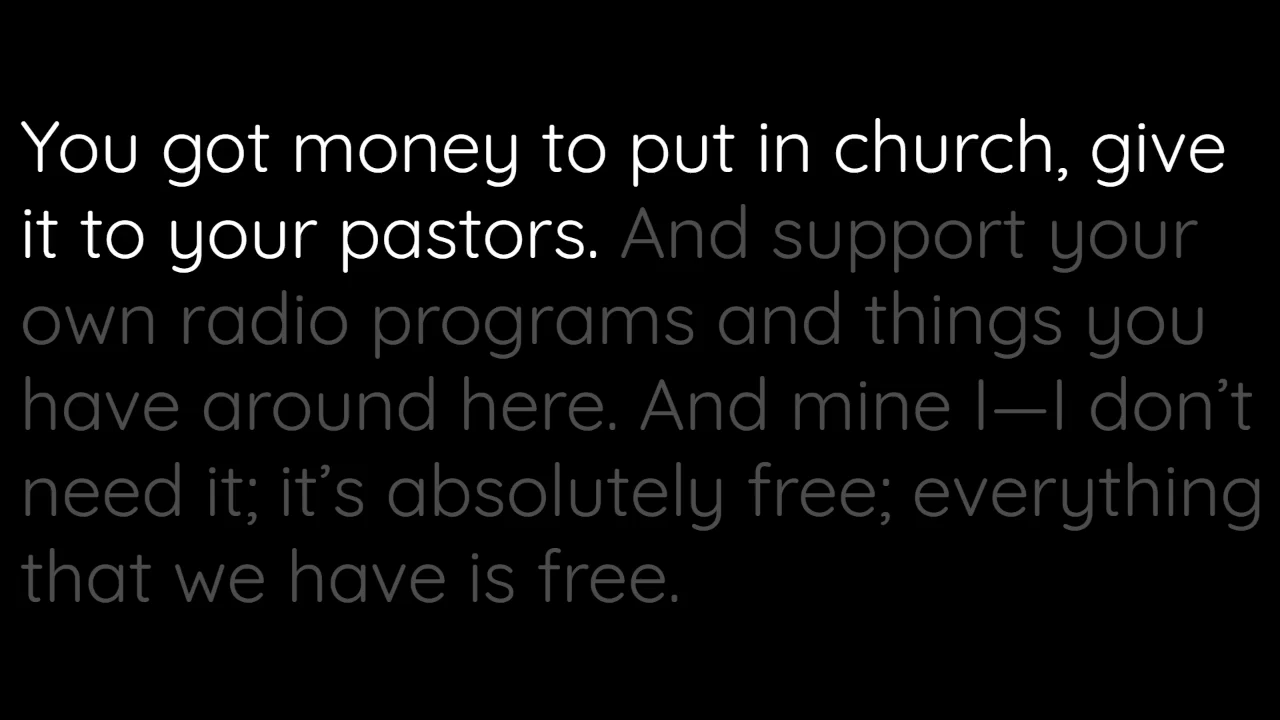 You got money to put in church, give
it to your pastors. And support your
own radio programs and things you
have around here. And mine I—I don’t
need it; it’s absolutely free; everything
that we have is free.